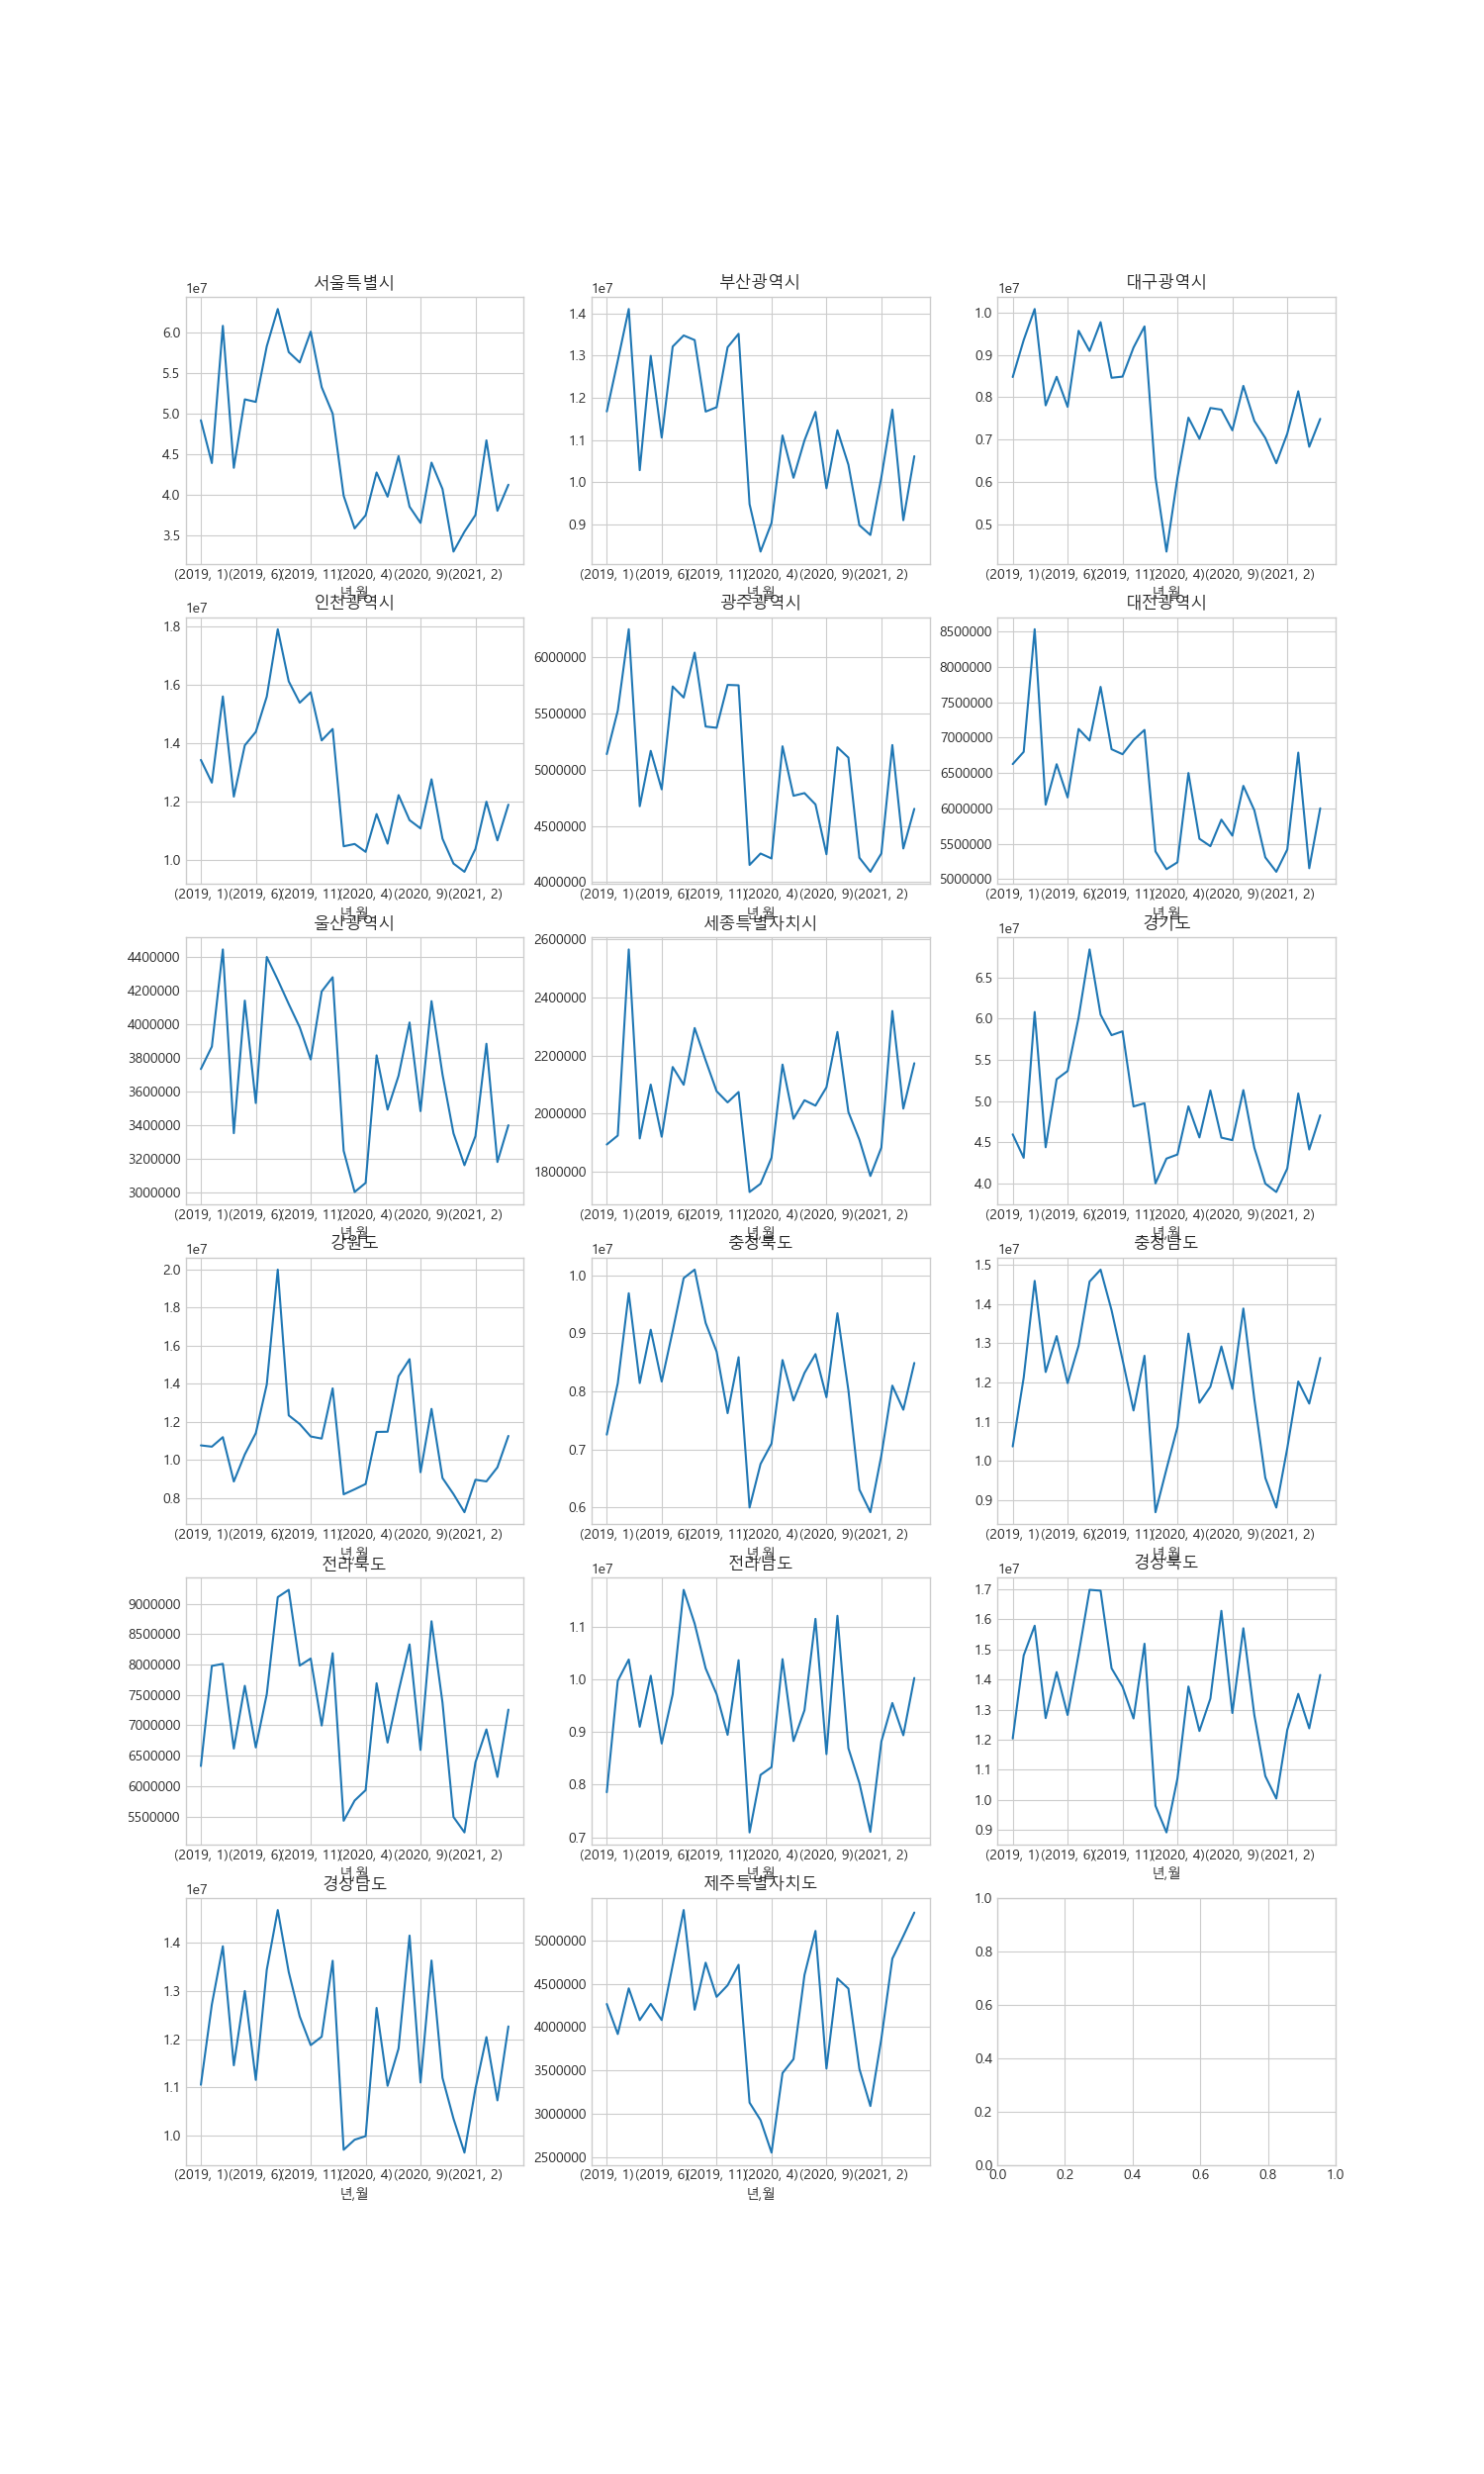 서울특별시
1e7
6.0
5.5
5.0
4.5
4.0
3.5
(2019, 1)(2019, 6)(2019, 11)(2020, 4)(2020, 9)(2021, 2)
년,월
부산광역시
1e7
1.4
1.3
1.2
1.1
1.0
0.9
(2019, 1)(2019, 6)(2019, 11)(2020, 4)(2020, 9)(2021, 2)
년,월
대구광역시
1e7
1.0
0.9
0.8
0.7
0.6
0.5
(2019, 1)(2019, 6)(2019, 11)(2020, 4)(2020, 9)(2021, 2)
년,월
인천광역시
1e7
1.8
1.6
1.4
1.2
1.0
(2019, 1)(2019, 6)(2019, 11)(2020, 4)(2020, 9)(2021, 2)
년,월
광주광역시
6000000
5500000
5000000
4500000
4000000
(2019, 1)(2019, 6)(2019, 11)(2020, 4)(2020, 9)(2021, 2)
년,월
대전광역시
8500000
8000000
7500000
7000000
6500000
6000000
5500000
5000000
(2019, 1)(2019, 6)(2019, 11)(2020, 4)(2020, 9)(2021, 2)
년,월
울산광역시
4400000
4200000
4000000
3800000
3600000
3400000
3200000
3000000
(2019, 1)(2019, 6)(2019, 11)(2020, 4)(2020, 9)(2021, 2)
년,월
세종특별자치시
2600000
2400000
2200000
2000000
1800000
(2019, 1)(2019, 6)(2019, 11)(2020, 4)(2020, 9)(2021, 2)
년,월
경기도
1e7
6.5
6.0
5.5
5.0
4.5
4.0
(2019, 1)(2019, 6)(2019, 11)(2020, 4)(2020, 9)(2021, 2)
년,월
강원도
1e7
2.0
1.8
1.6
1.4
1.2
1.0
0.8
(2019, 1)(2019, 6)(2019, 11)(2020, 4)(2020, 9)(2021, 2)
년,월
충청북도
1e7
1.0
0.9
0.8
0.7
0.6
(2019, 1)(2019, 6)(2019, 11)(2020, 4)(2020, 9)(2021, 2)
년,월
충청남도
1e7
1.5
1.4
1.3
1.2
1.1
1.0
0.9
(2019, 1)(2019, 6)(2019, 11)(2020, 4)(2020, 9)(2021, 2)
년,월
전라북도
9000000
8500000
8000000
7500000
7000000
6500000
6000000
5500000
(2019, 1)(2019, 6)(2019, 11)(2020, 4)(2020, 9)(2021, 2)
년,월
전라남도
1e7
1.1
1.0
0.9
0.8
0.7
(2019, 1)(2019, 6)(2019, 11)(2020, 4)(2020, 9)(2021, 2)
년,월
경상북도
1e7
1.7
1.6
1.5
1.4
1.3
1.2
1.1
1.0
0.9
(2019, 1)(2019, 6)(2019, 11)(2020, 4)(2020, 9)(2021, 2)
년,월
경상남도
1e7
1.4
1.3
1.2
1.1
1.0
(2019, 1)(2019, 6)(2019, 11)(2020, 4)(2020, 9)(2021, 2)
년,월
제주특별자치도
5000000
4500000
4000000
3500000
3000000
2500000
(2019, 1)(2019, 6)(2019, 11)(2020, 4)(2020, 9)(2021, 2)
년,월
1.0
0.8
0.6
0.4
0.2
0.0
0.0 0.2 0.4 0.6 0.8 1.0